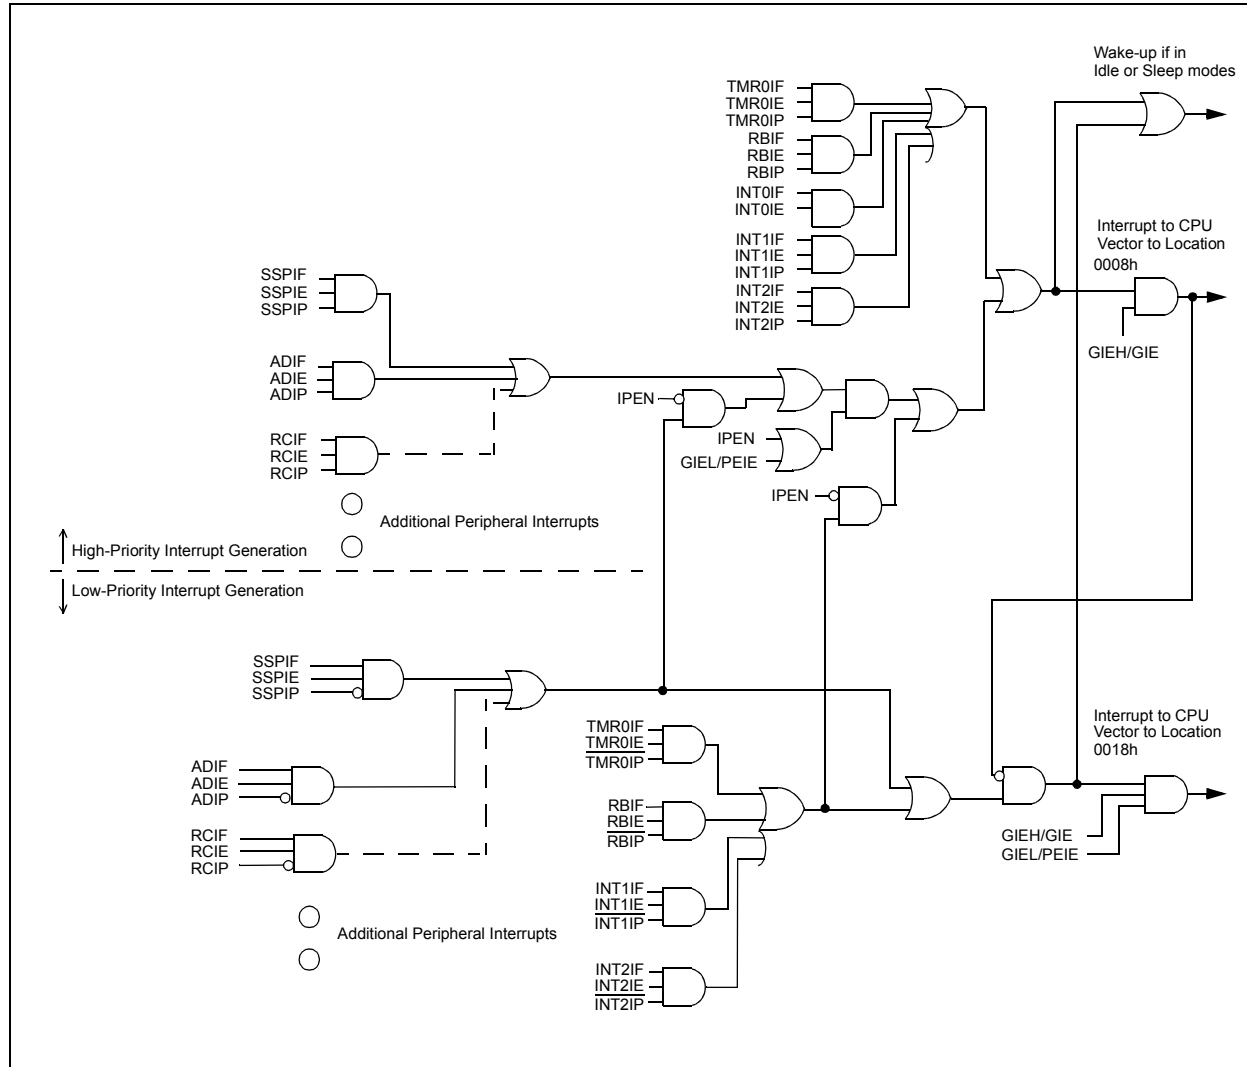 Wake-up if in
Idle or Sleep modes
TMR0IF
TMR0IE
TMR0IP
RBIF
RBIE
RBIP
INT0IF
INT0IE
INT1IF
INT1IE
INT1IP
INT2IF
INT2IE
INT2IP
Interrupt to CPU
Vector to Location
0008h
GIEH/GIE
SSPIF
SSPIE
SSPIP
ADIF
ADIE
ADIP
RCIF
RCIE
RCIP
IPEN
IPEN
GIEL/PEIE
IPEN
Additional Peripheral Interrupts
High-Priority Interrupt Generation
Low-Priority Interrupt Generation
SSPIF
SSPIE
SSPIP
ADIF
ADIE
ADIP
RCIF
RCIE
RCIP
Additional Peripheral Interrupts
TMR0IF
TMR0IE
TMR0IP
RBIF
RBIE
RBIP
INT1IF
INT1IE
INT1IP
INT2IF
INT2IE
INT2IP
Interrupt to CPU
Vector to Location
0018h
GIEH/GIE
GIEL/PEIE